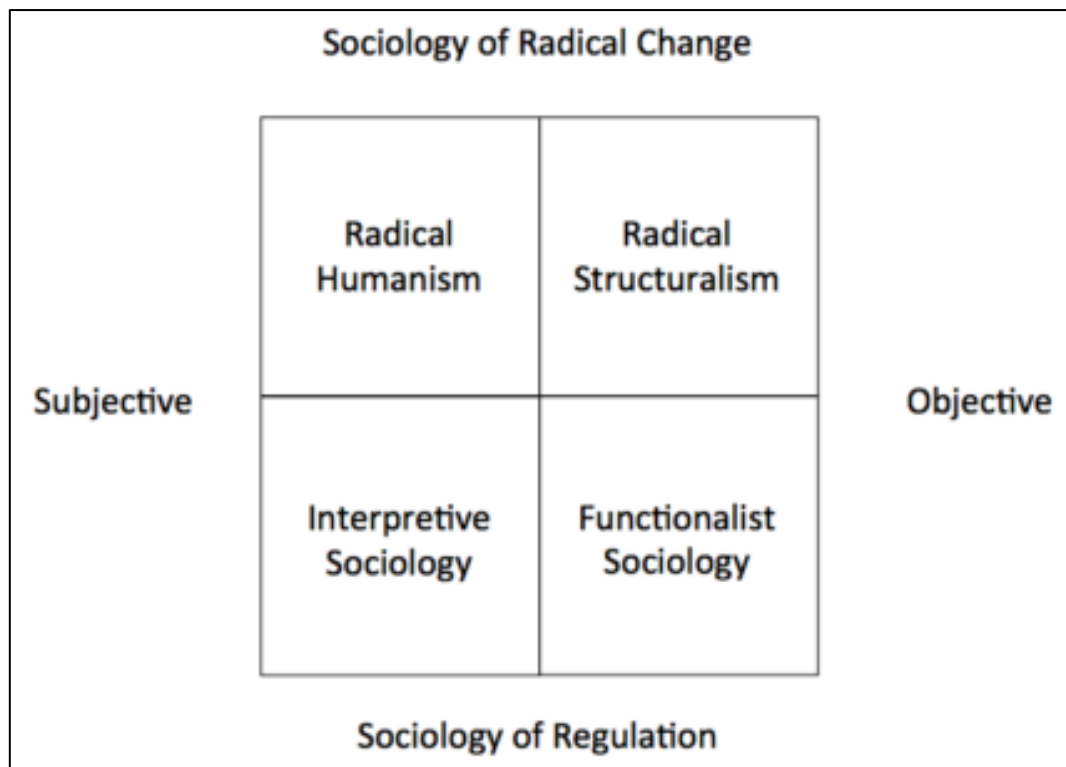 Sociology of Radical Change
Radical
Humanism
Radical
Structuralism
Subjective
Objective
Interpretive
Sociology
Functionalist
Sociology
Sociology of Regulation